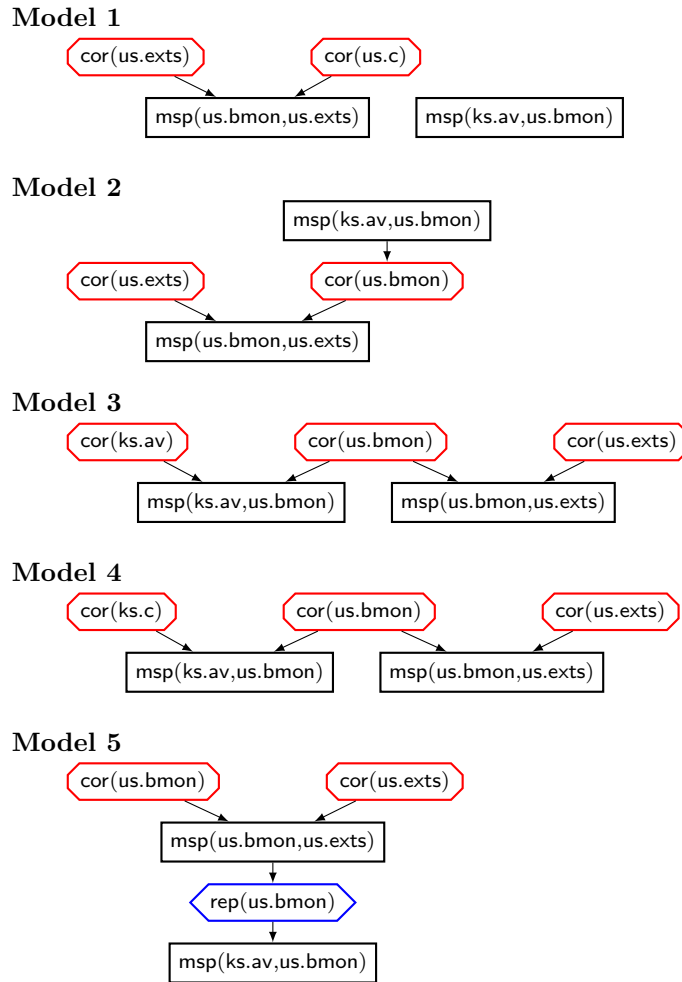 Model 1
cor(us.exts) cor(us.c)
msp(us.bmon,us.exts) msp(ks.av,us.bmon)
Model 2
msp(ks.av,us.bmon)
cor(us.exts) cor(us.bmon)
msp(us.bmon,us.exts)
Model 3
cor(ks.av) cor(us.bmon) cor(us.exts)
msp(ks.av,us.bmon) msp(us.bmon,us.exts)
Model 4
cor(ks.c) cor(us.bmon) cor(us.exts)
msp(ks.av,us.bmon) msp(us.bmon,us.exts)
Model 5
cor(us.bmon) cor(us.exts)
msp(us.bmon,us.exts)
rep(us.bmon)
msp(ks.av,us.bmon)